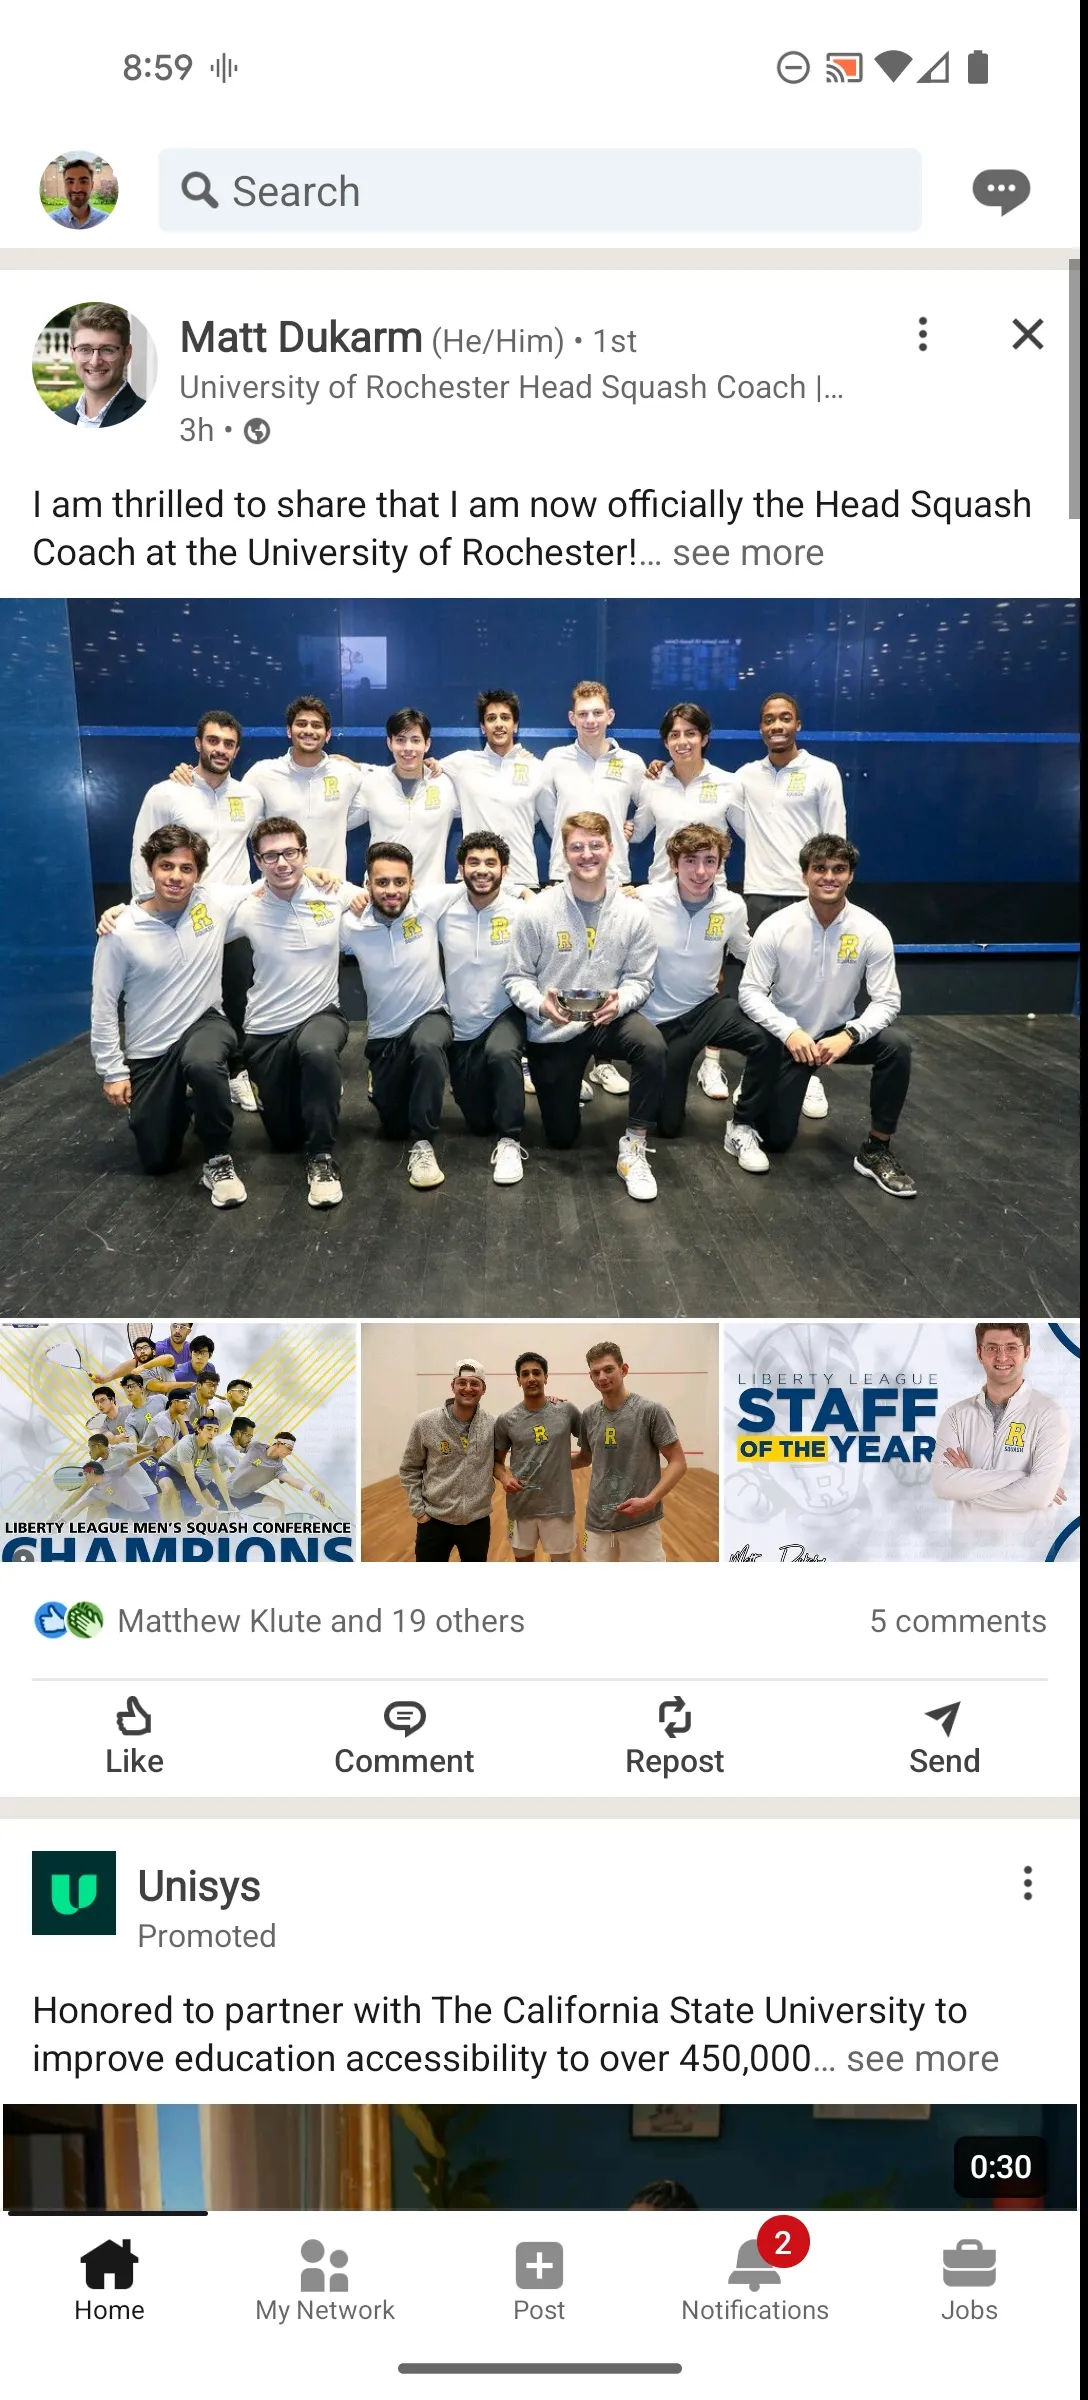 8:59
Search
Matt Dukarm (He/Him) • 1st
University of Rochester Head Squash Coach |...
3h •
I am thrilled to share that I am now officially the Head Squash
Coach at the University of Rochester!... see more
R
SQUASH
LIBERTY LEAGUE MEN'S SQUASH CONFERENCE
CHAMPIONS
R
R
LIBERTY LEAGUE
STAFF
OF THE YEAR
R
SQUASH
Matthew Klute and 19 others
5 comments
Like
Comment
Repost
Send
Unisys
Promoted
Honored to partner with The California State University to
improve education accessibility to over 450,000... see more
0:30
2
Home
My Network
Post
Notifications
Jobs